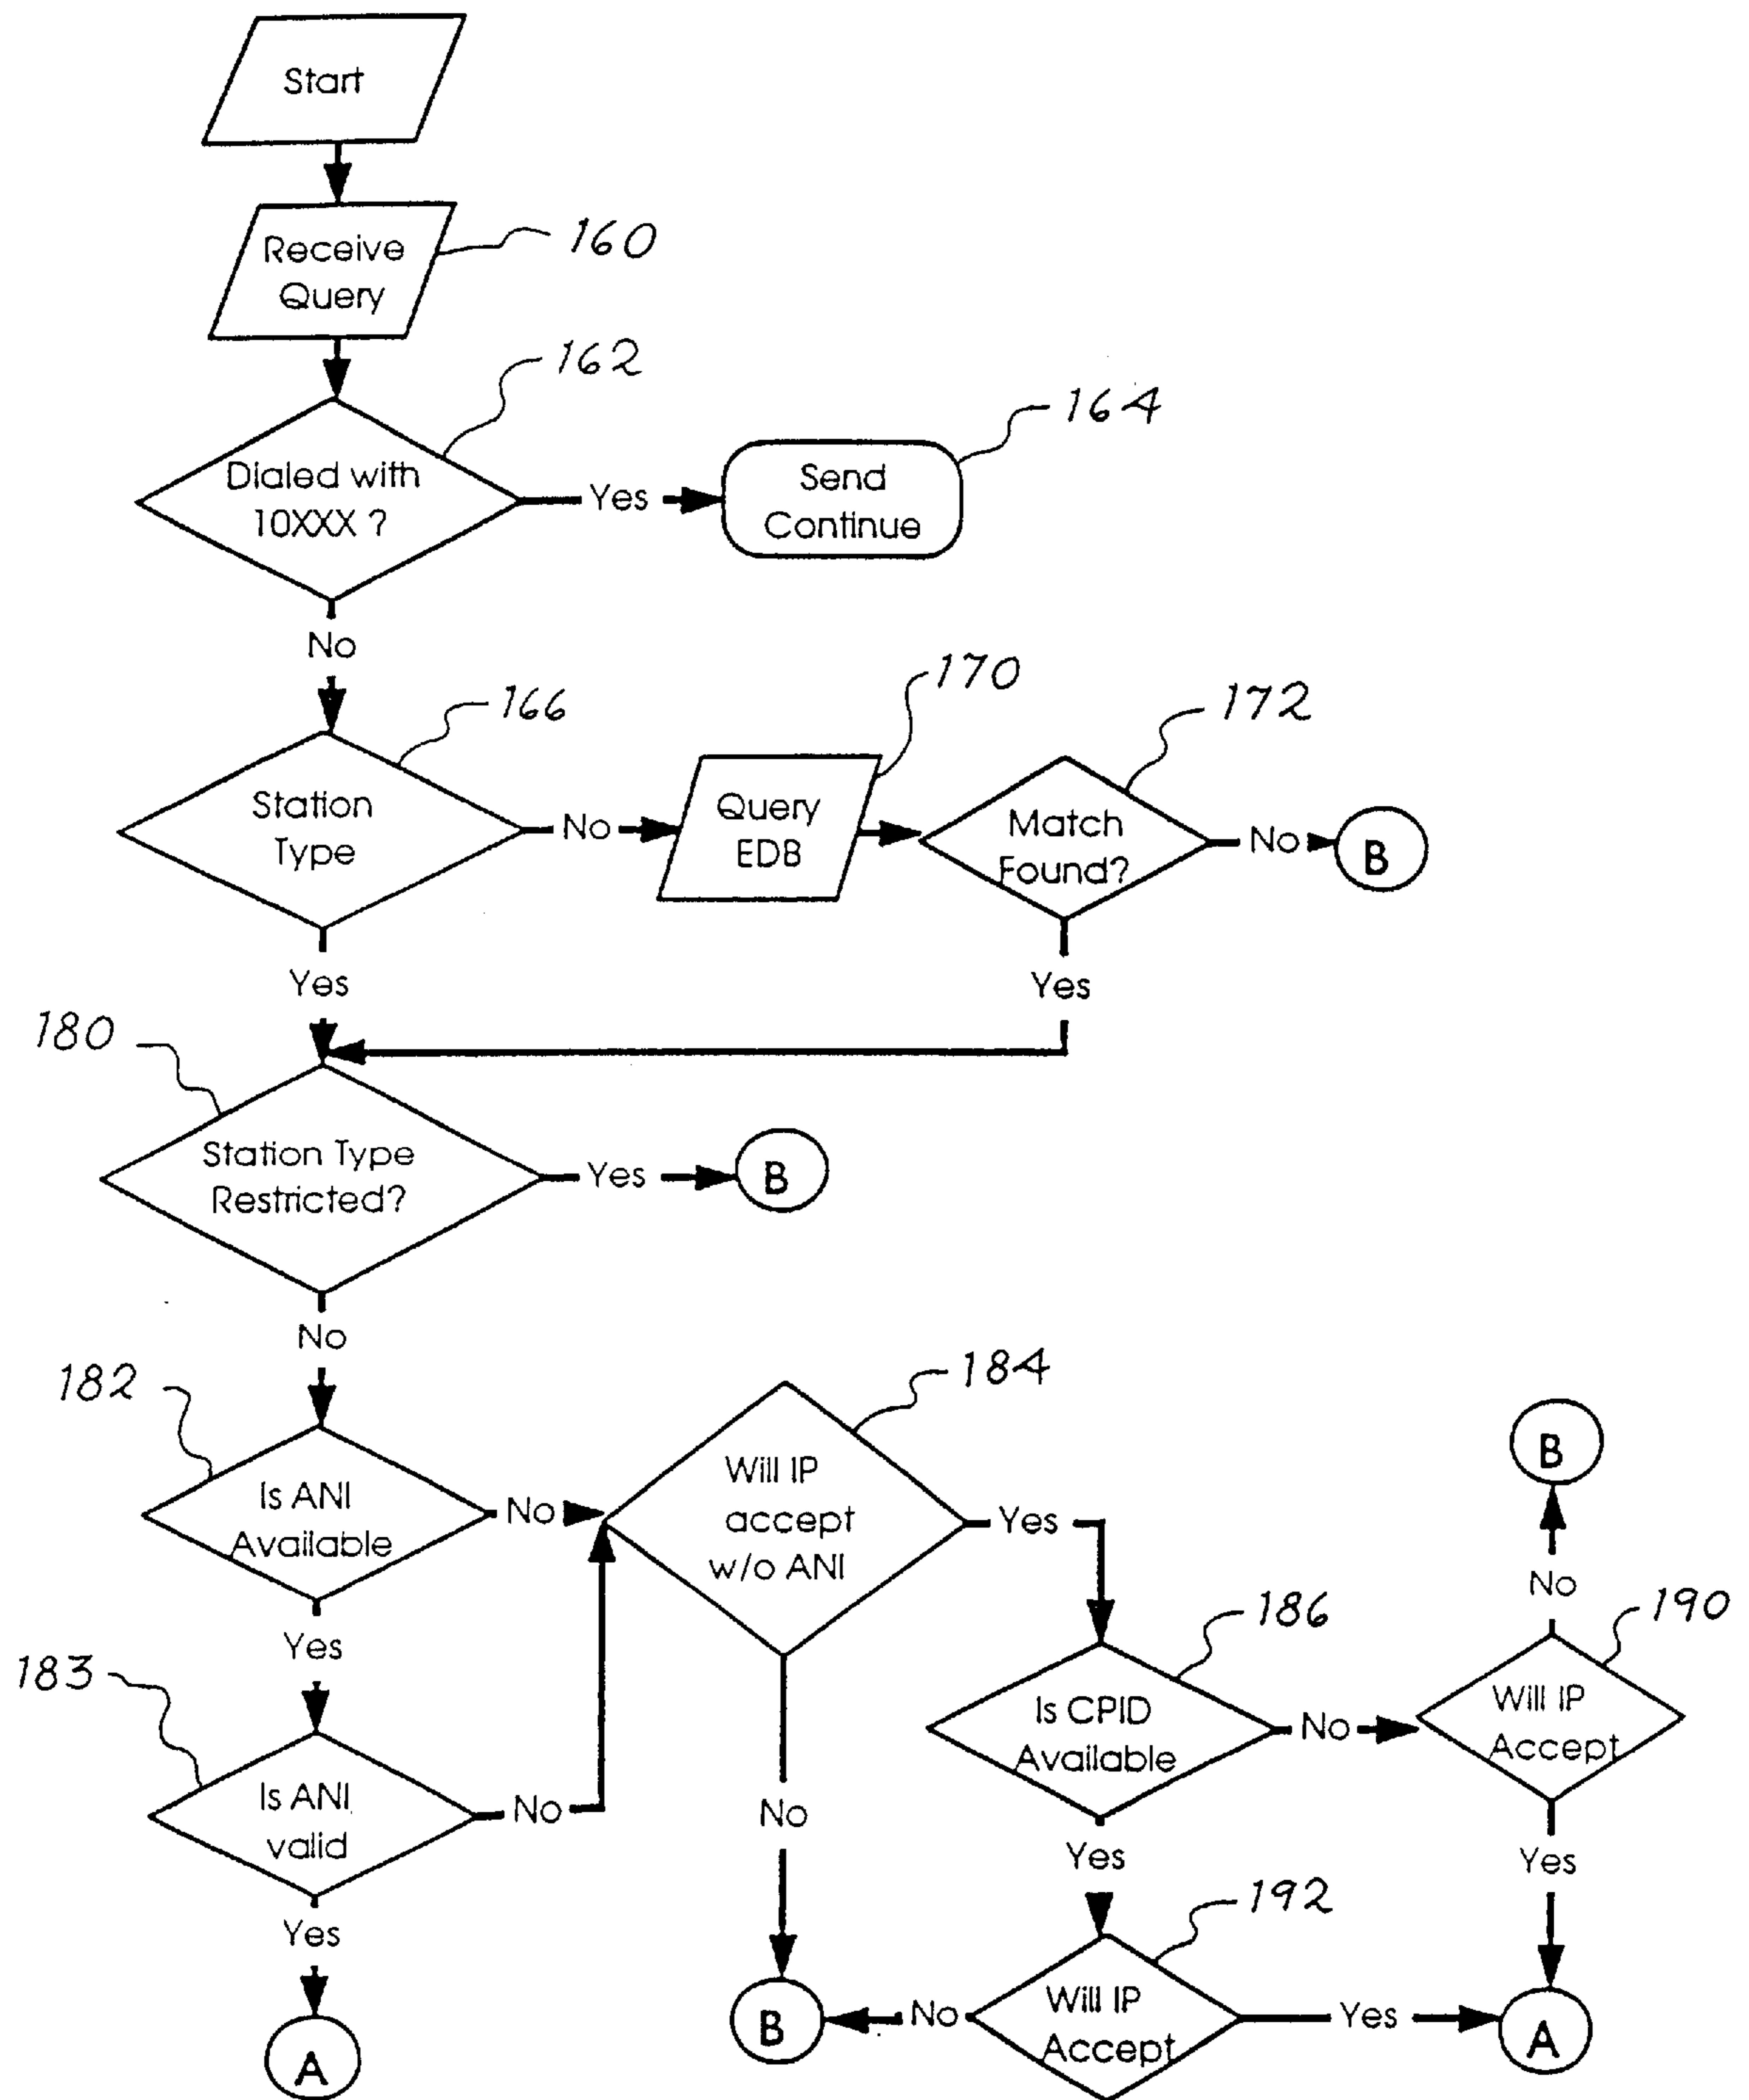 Start
Receive
Query
160
162
Dialed with
10XXX ?
Yes
Send
Continue
164
No
166
Station
Type
No
Query
EDB
170
Match
Found?
172
No
B
Yes
Yes
180
Station Type
Restricted?
Yes
B
No
182
Is ANI
Available
No
Will IP
accept
w/o ANI
184
Yes
B
No
190
Yes
183
Is ANI
valid
No
No
186
Is CPID
Available
No
Will IP
Accept
Yes
Yes
Yes
A
B
No
192
Will IP
Accept
Yes
A